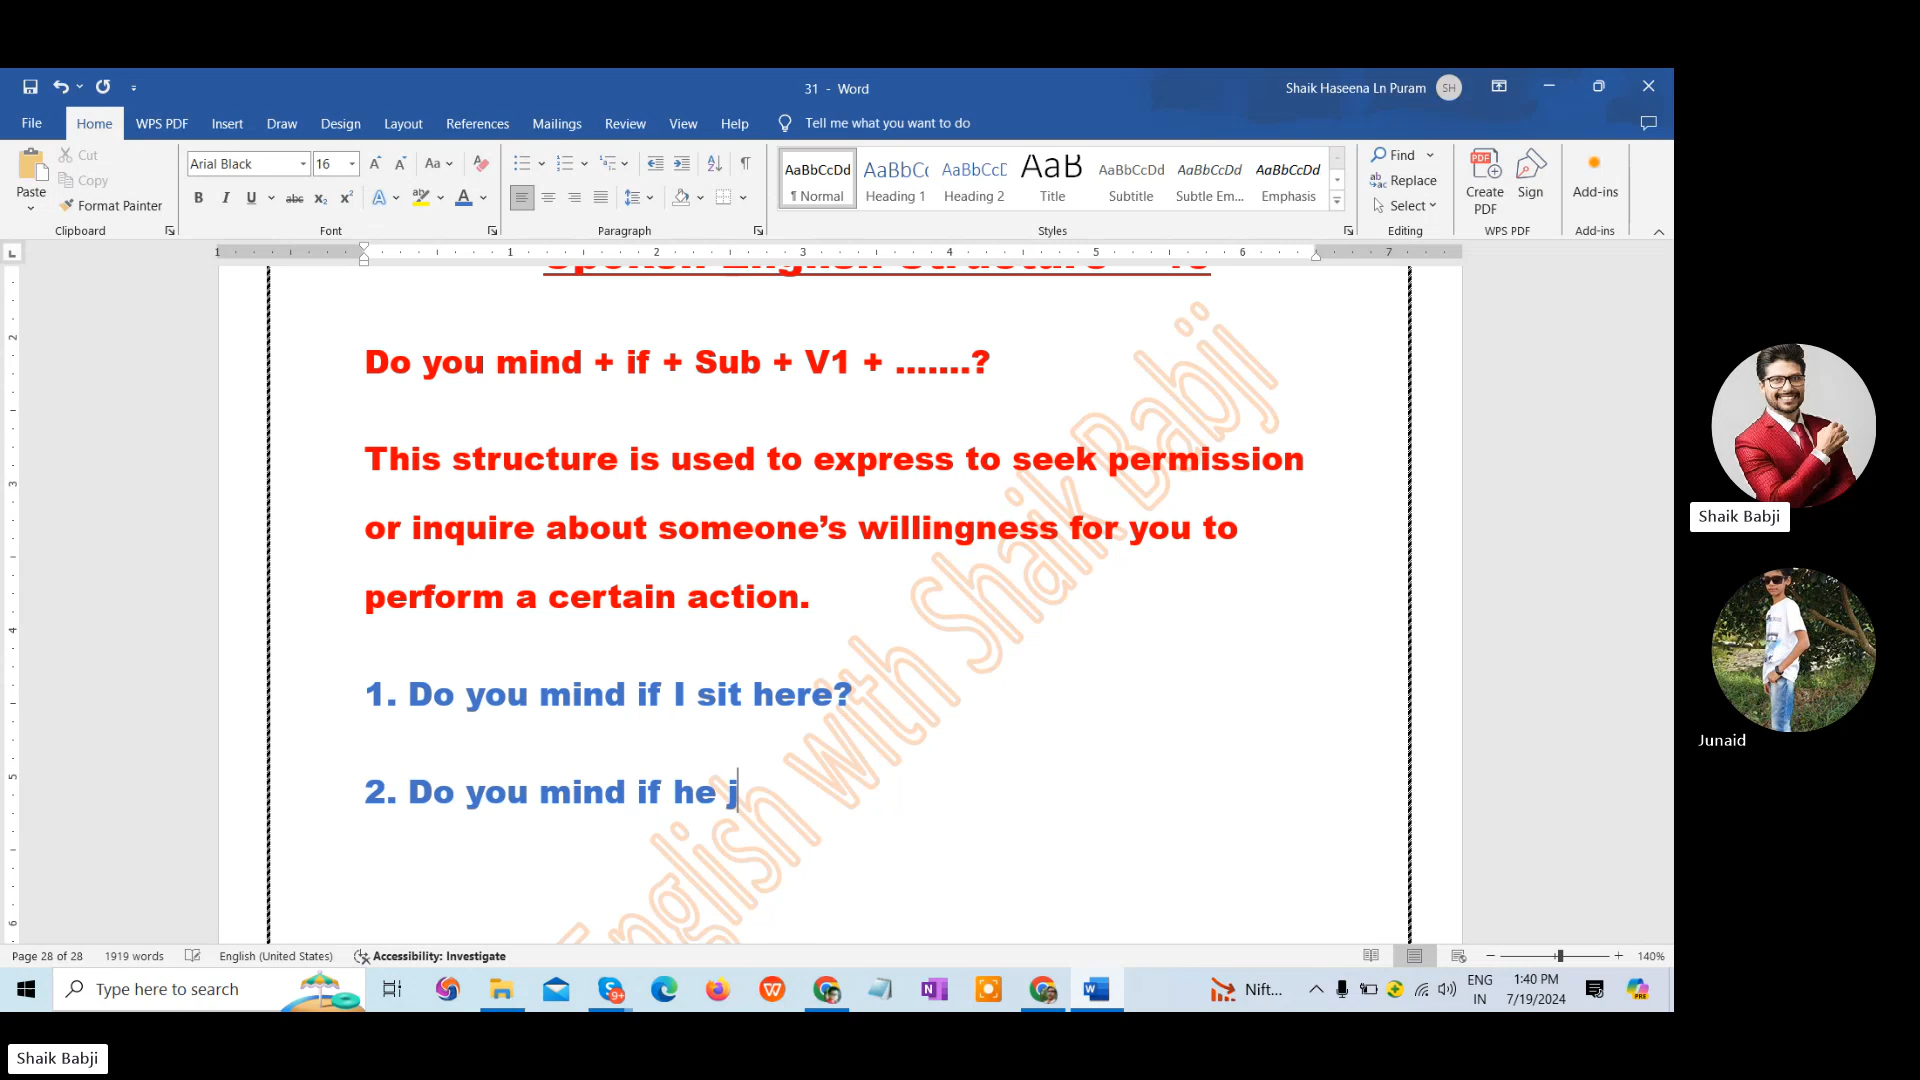 31 - Word
Shaik Haseena Ln Puram
SH
File
Home
WPS PDF
Insert
Draw
Design
Layout
References
Mailings
Review
View
Help
Tell me what you want to do
Paste
Cut
Copy
Format Painter
Clipboard
Arial Black
16
Font
Paragraph
AaBbCcDd
¶ Normal
AaBbCc
Heading 1
AaBbCcD
Heading 2
AaB
Title
AaBbCcDd
Subtitle
AaBbCcDd
Subtle Em...
AaBbCcDd
Emphasis
Styles
Find
Replace
Select
Editing
Create
PDF
Sign
WPS PDF
Add-ins
Add-ins
Spoken English Structure
Do you mind + if + Sub + V1 + .......?
This structure is used to express to seek permission
or inquire about someone’s willingness for you to
perform a certain action.
1. Do you mind if I sit here?
2. Do you mind if he j
English with Shaik Babji
Shaik Babji
Junaid
Page 28 of 28
1919 words
English (United States)
Accessibility: Investigate
140%
Type here to search
Nift...
ENG
IN
1:40 PM
7/19/2024
Shaik Babji